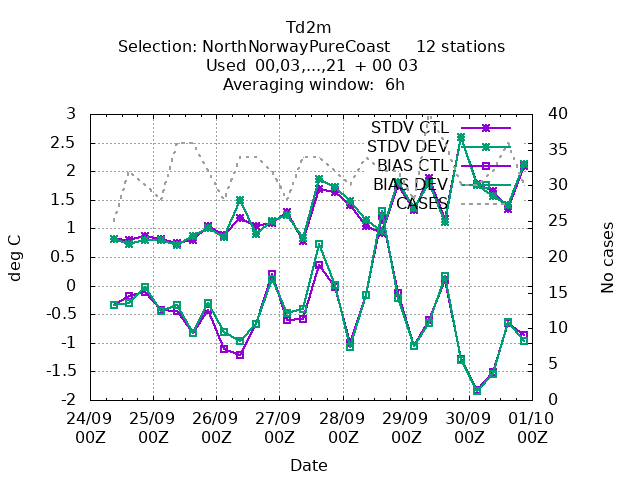 Td2m
Selection: NorthNorwayPureCoast 12 stations
Used 00,03,...,21 + 00 03
Averaging window: 6h
3
2.5
2
1.5
1
0.5
0
-0.5
-1
-1.5
-2
deg C
40
35
30
25
20
15
10
5
0
No cases
STDV CTL
STDV DEV
BIAS CTL
BIAS DEV
CASES
24/09 25/09 26/09 27/09 28/09 29/09 30/09 01/10
00Z 00Z 00Z 00Z 00Z 00Z 00Z 00Z
Date